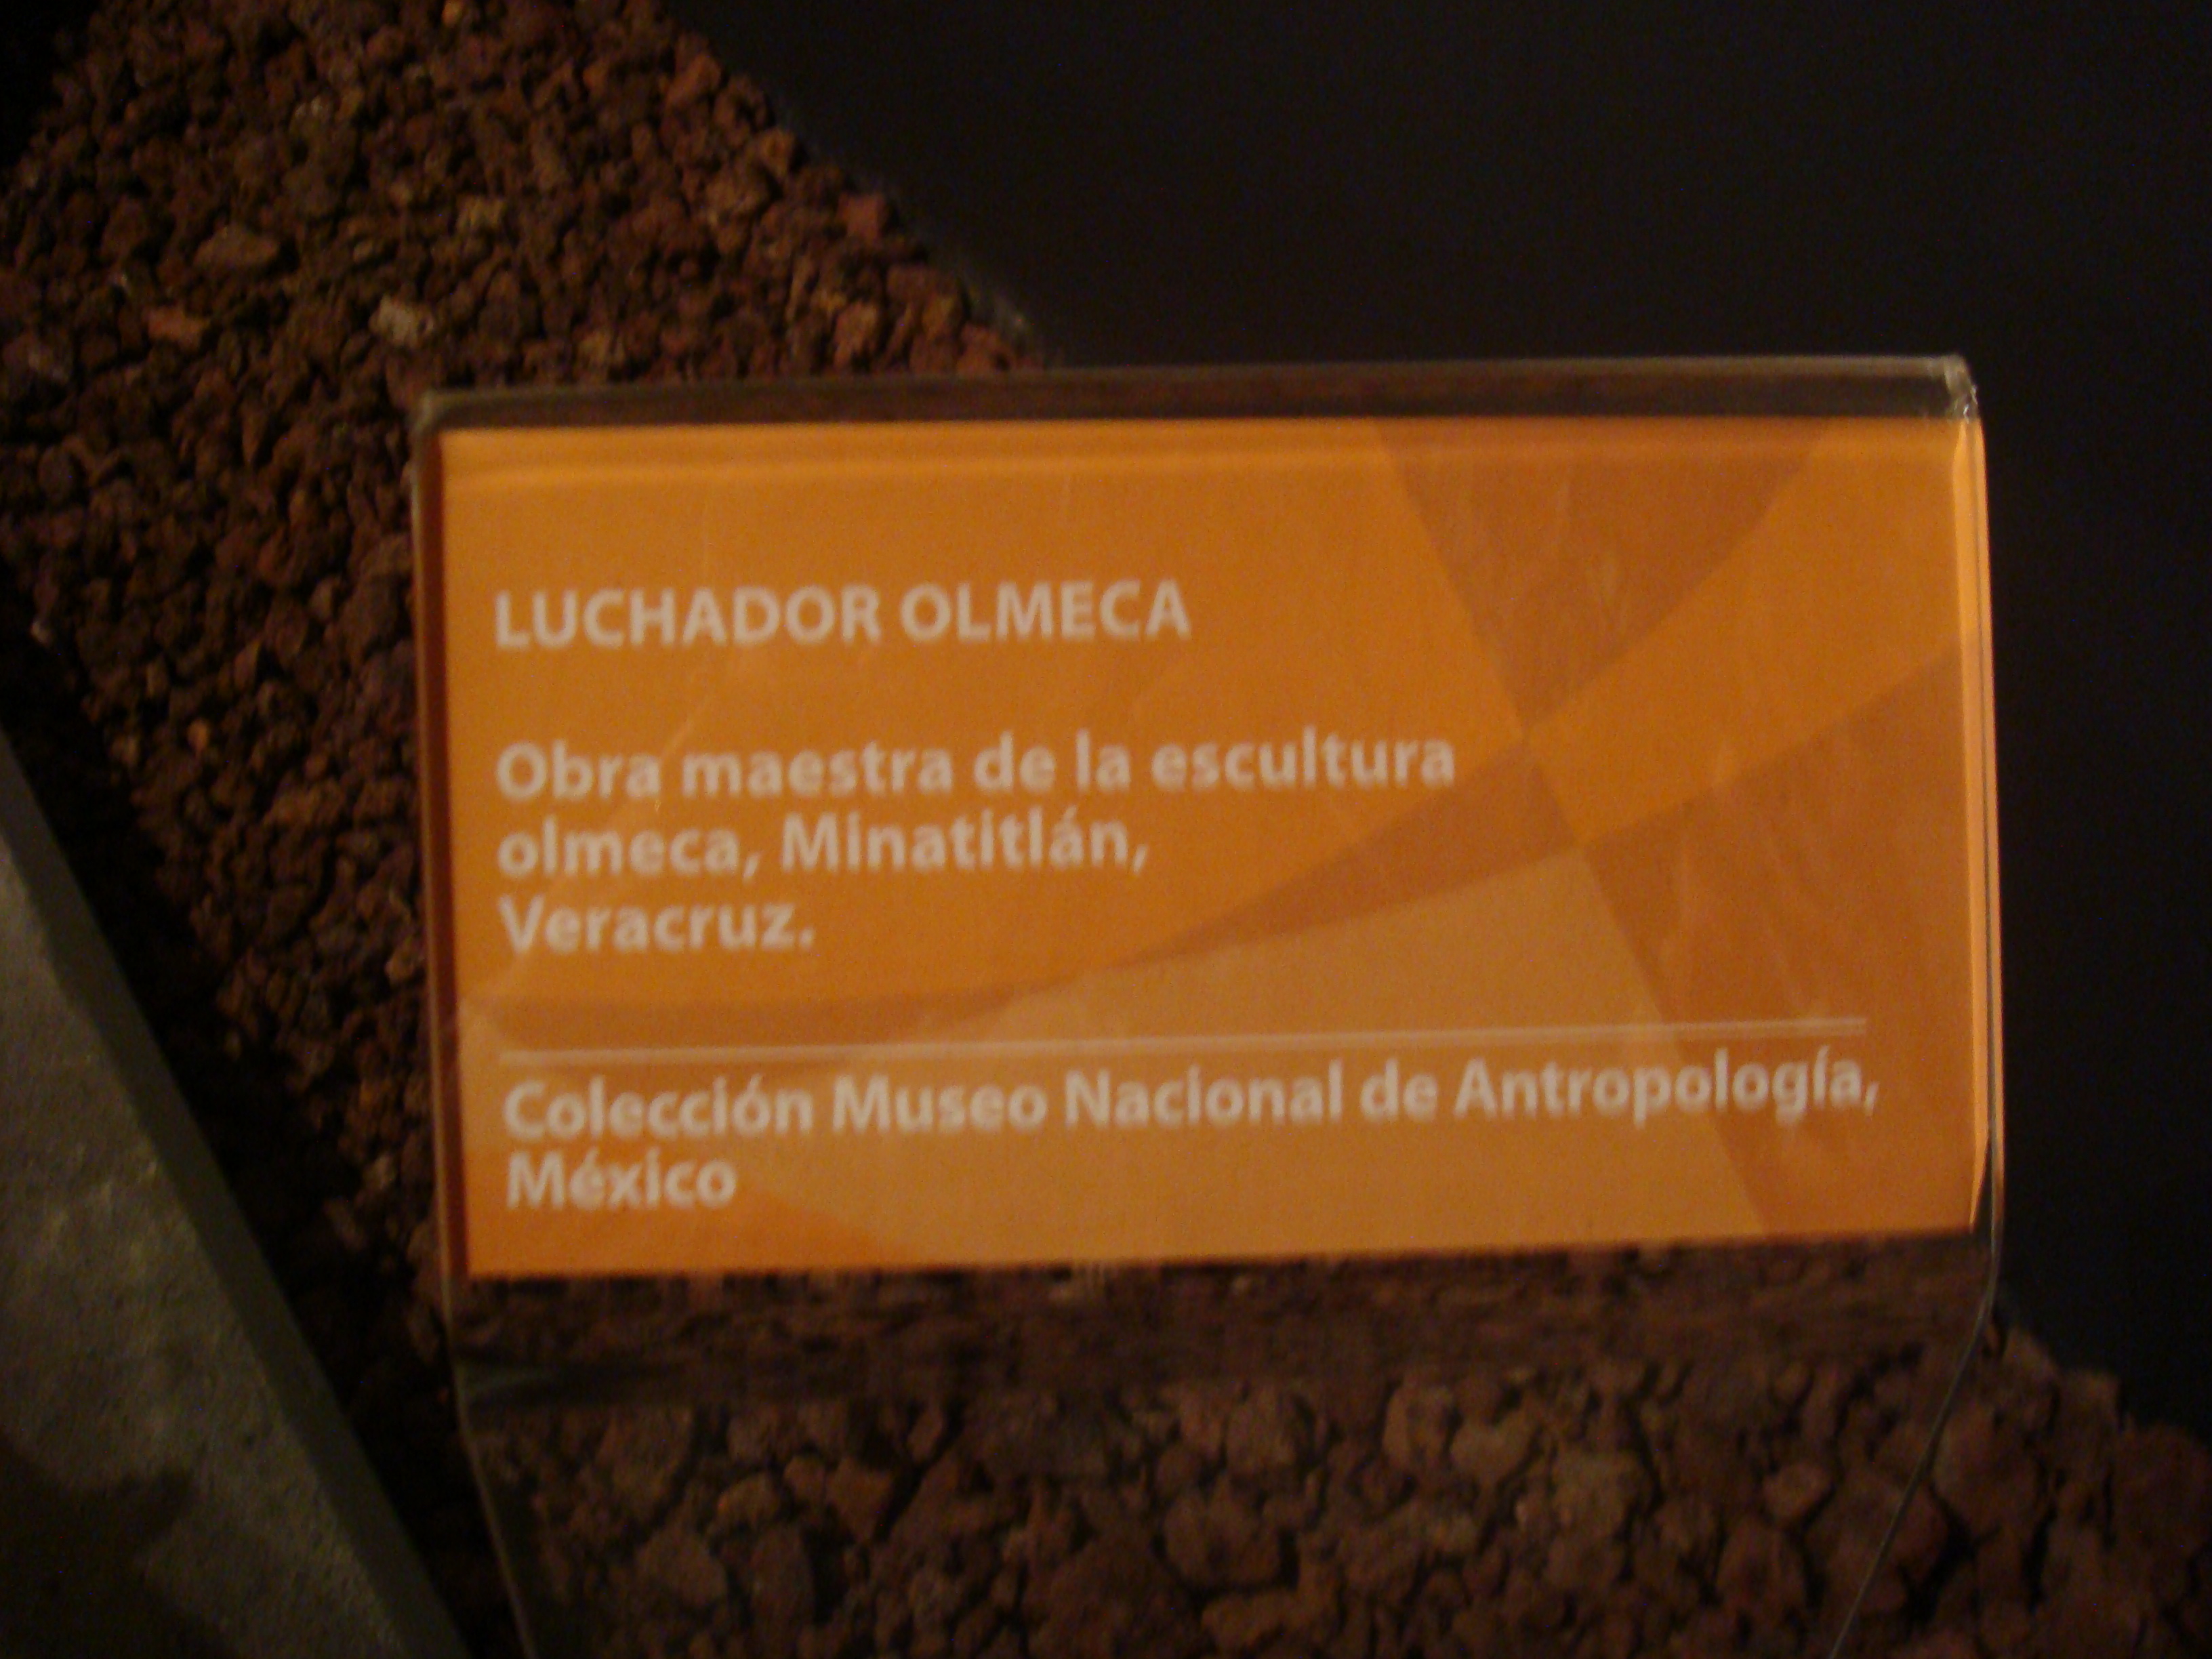 LUCHADOR OLMECA
Obra maestra de la escultura
olmeca, Minatitlán,
Veracruz.
Colección Museo Nacional de Antropología,
México